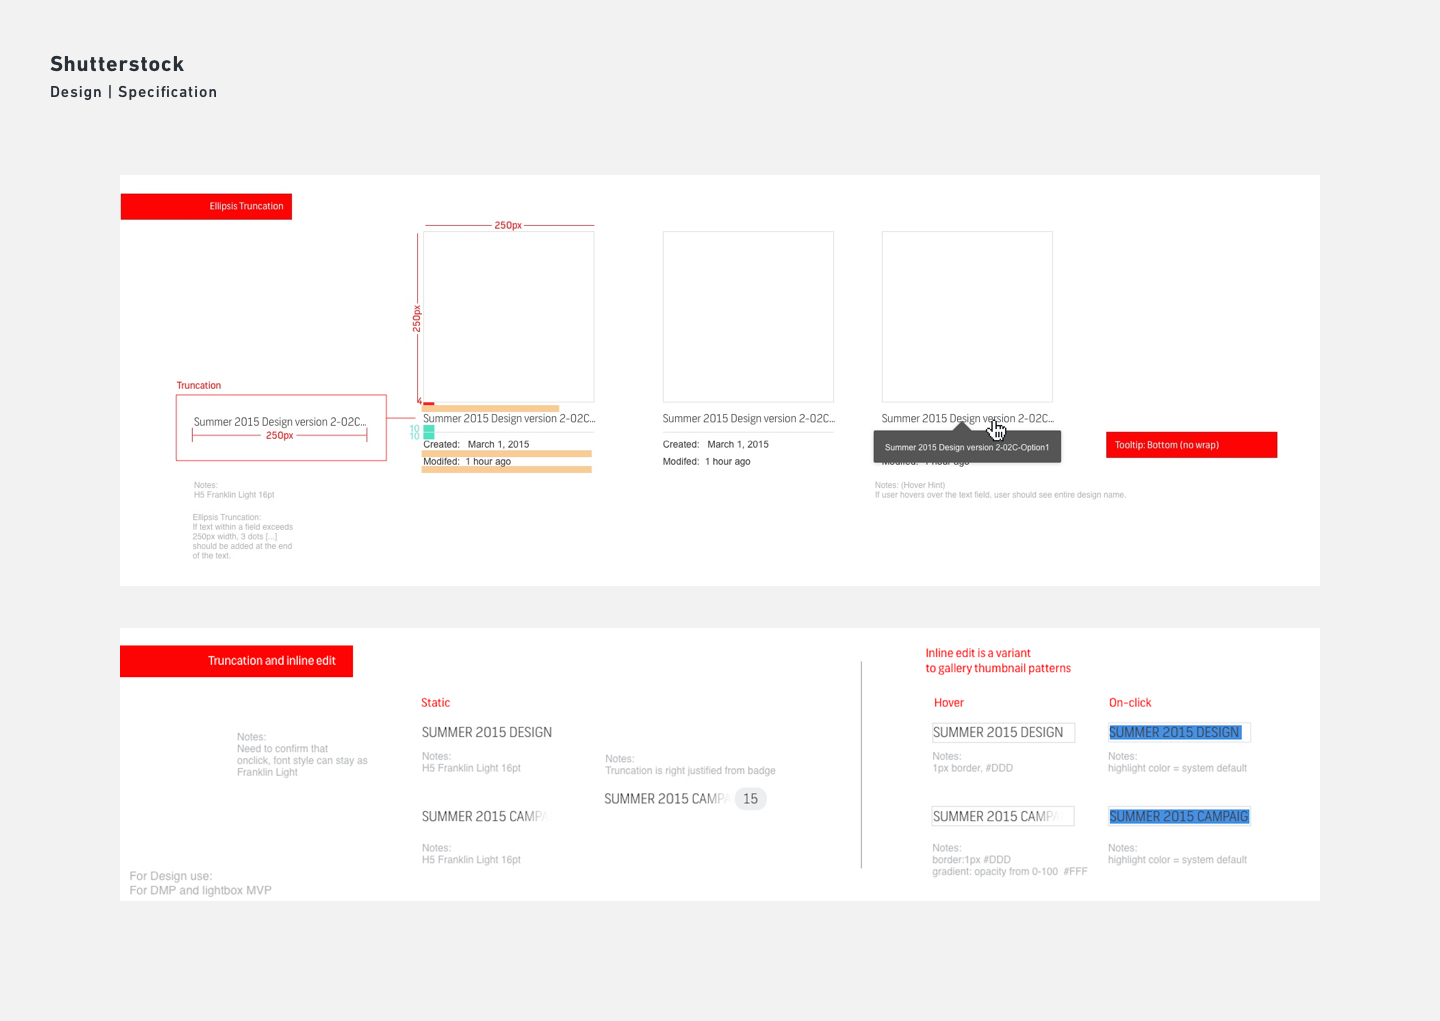 Shutterstock
Design | Specification
Ellipsis Truncation
250px
250px
Truncation
Summer 2015 Design version 2-02C...
250px
4
Summer 2015 Design version 2-02C...
10
10
Created: March 1, 2015
Modifed: 1 hour ago
Summer 2015 Design version 2-02C...
Created: March 1, 2015
Modifed: 1 hour ago
Summer 2015 Design version 2-02C...
Summer 2015 Design version 2-02C-Option1
Modifed: 1 hour ago
Tooltip: Bottom (no wrap)
Notes:
H5 Franklin Light 16pt
Ellipsis Truncation:
If text within a field exceeds
250px width, 3 dots [...]
should be added at the end
of the text.
Notes: (Hover Hint)
If user hovers over the text field, user should see entire design name.
Truncation and inline edit
Notes:
Need to confirm that
onclick, font style can stay as
Franklin Light
For Design use:
For DMP and lightbox MVP
Static
SUMMER 2015 DESIGN
Notes:
H5 Franklin Light 16pt
SUMMER 2015 CAMPA
Notes:
H5 Franklin Light 16pt
Notes:
Truncation is right justified from badge
SUMMER 2015 CAMPA 15
Inline edit is a variant
to gallery thumbnail patterns
Hover
SUMMER 2015 DESIGN
Notes:
1px border, #DDD
SUMMER 2015 CAMPA
Notes:
border:1px #DDD
gradient: opacity from 0-100 #FFF
On-click
SUMMER 2015 DESIGN
Notes:
highlight color = system default
SUMMER 2015 CAMPAIG
Notes:
highlight color = system default